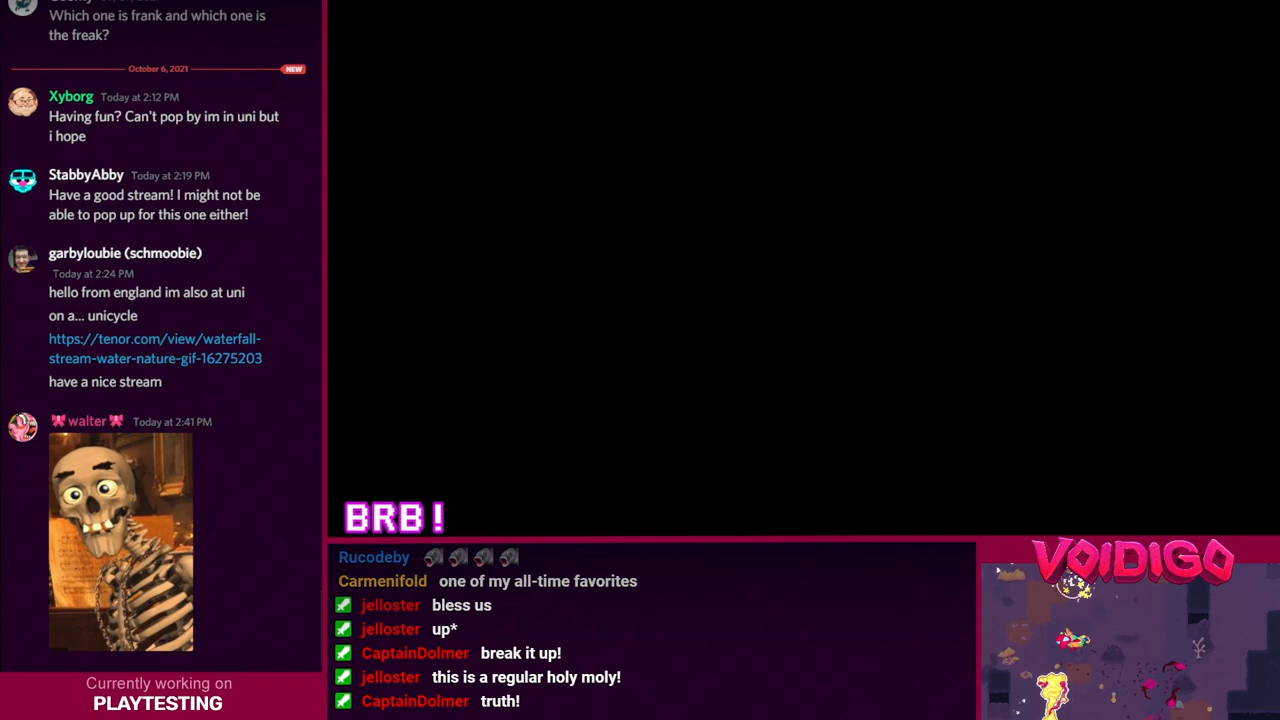 Which one is frank and which one is
the freak?
October 6, 2021
NEW
Xyborg Today at 2:12 PM
Having fun? Can't pop by im in uni but
i hope
StabbyAbby Today at 2:19 PM
Have a good stream! I might not be
able to pop up for this one either!
garbyloubie (schmoobie)
Today at 2:24 PM
hello from england im also at uni
on a... unicycle
https://tenor.com/view/waterfall-
stream-water-nature-gif-16275203
have a nice stream
walter Today at 2:41 PM
Currently working on
PLAYTESTING
BRB !
Rucodeby
Carmenifold one of my all-time favorites
jelloster bless us
jelloster up*
CaptainDolmer break it up!
jelloster this is a regular holy moly!
CaptainDolmer truth!
VOIDIGO